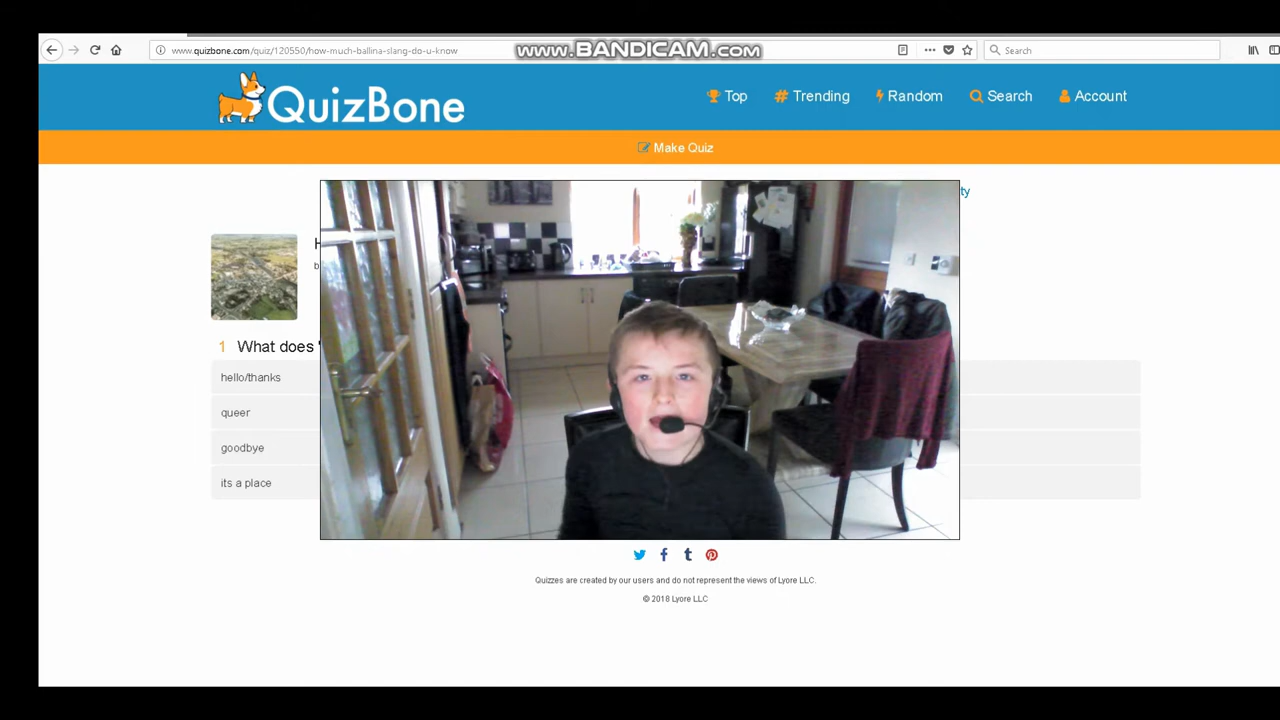 www.quizbone.com/quiz/120550/how-much-ballina-slang-do-u-know
www.BANDICAM.com
Search
QuizBone
Top
Trending
Random
Search
Account
Make Quiz
1 What does
hello/thanks
queer
goodbye
its a place
Quizzes are created by our users and do not represent the views of Lyore LLC.
© 2018 Lyore LLC